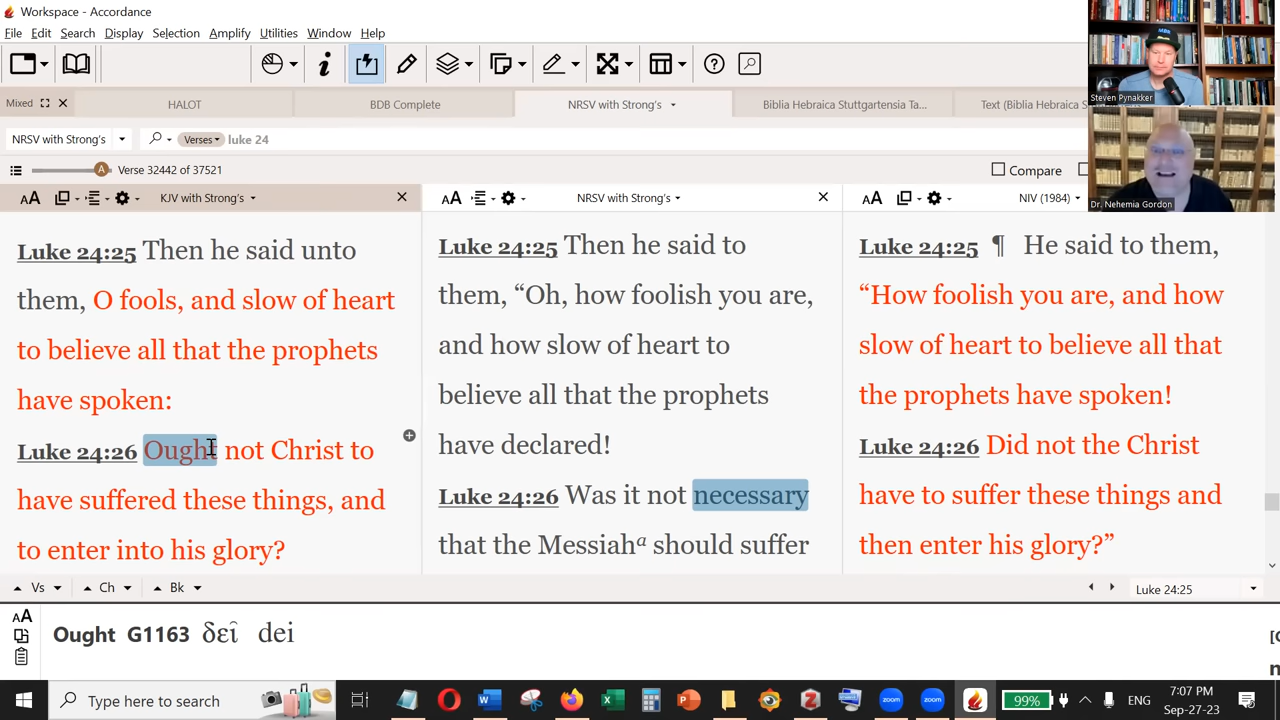 Workspace - Accordance
File Edit Search Display Selection Amplify Utilities Window Help
MBR
Steven Pynakker
Mixed HALOT BDB Complete NRSV with Strong's Biblia Hebraica Stuttgartensia Ta... Text (Biblia Hebraica S
NRSV with Strong's Verses luke 24
A Verse 32442 of 37521 Compare
Dr. Nehemia Gordon
AA KJV with Strong's AA NRSV with Strong's AA NIV (1984)
Luke 24:25 Then he said unto
them, O fools, and slow of heart
to believe all that the prophets
have spoken:
Luke 24:26 Ought not Christ to
have suffered these things, and
to enter into his glory?
Luke 24:25 Then he said to
them, “Oh, how foolish you are,
and how slow of heart to
believe all that the prophets
have declared!
Luke 24:26 Was it not necessary
that the Messiahᵃ should suffer
Luke 24:25 ¶ He said to them,
“How foolish you are, and how
slow of heart to believe all that
the prophets have spoken!
Luke 24:26 Did not the Christ
have to suffer these things and
then enter his glory?”
Vs Ch Bk Luke 24:25
AA
Ought G1163 δεῖ dei
Type here to search 99% ENG 7:07 PM
Sep-27-23